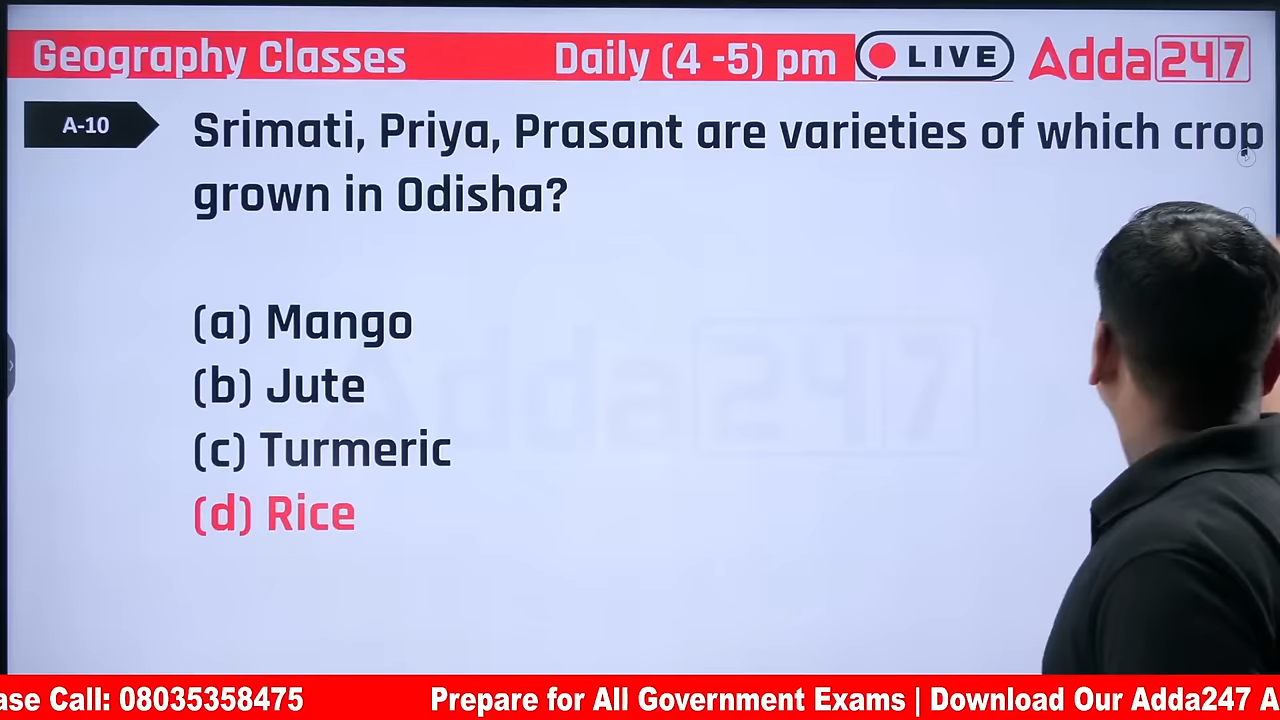 Geography Classes Daily (4 -5) pm LIVE Adda247
A-10 Srimati, Priya, Prasant are varieties of which crop
grown in Odisha?
(a) Mango
(b) Jute
(c) Turmeric
(d) Rice
Adda247
ase Call: 08035358475 Prepare for All Government Exams | Download Our Adda247 A